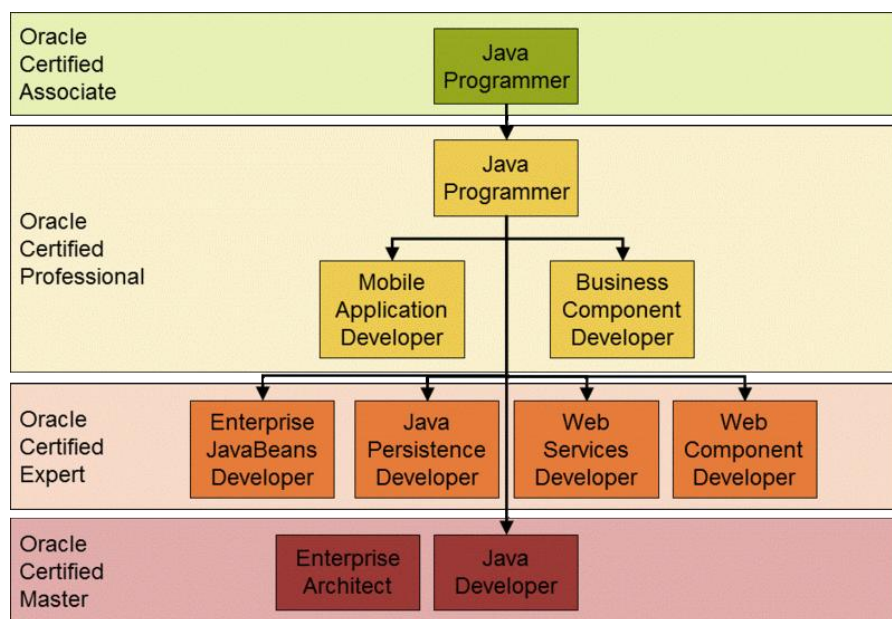 Oracle
Certified
Associate
Java
Programmer
Oracle
Certified
Professional
Java
Programmer
Mobile
Application
Developer
Business
Component
Developer
Oracle
Certified
Expert
Enterprise
JavaBeans
Developer
Java
Persistence
Developer
Web
Services
Developer
Web
Component
Developer
Oracle
Certified
Master
Enterprise
Architect
Java
Developer